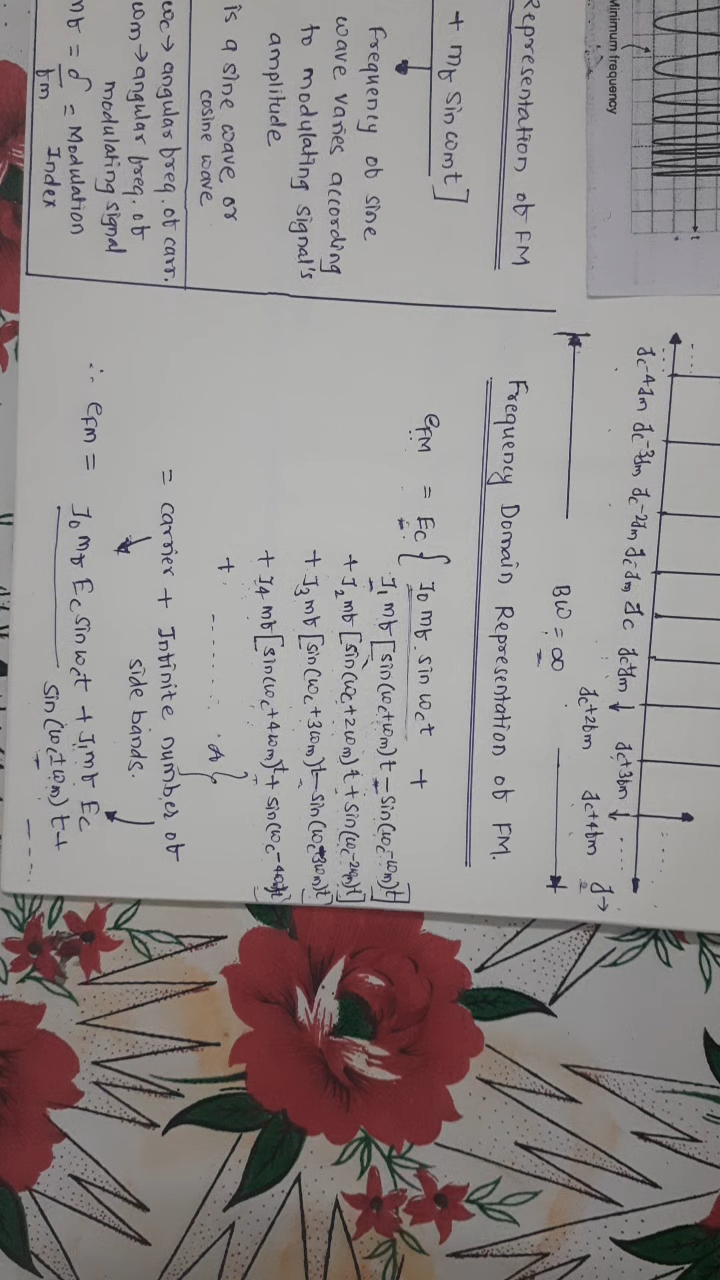 Minimum frequency
t
Representation of FM
+ mf sin ωmt ]
Frequency of sine
wave varies according
to modulating signal's
amplitude
is a sine wave or
cosine wave
ωc → angular freq. of carr.
ωm → angular freq. of
modulating signal
mf = δ/fm = Modulation
Index
fc-4fm fc-3fm fc-2fm fc-fm fc fc+fm fc+2fm fc+3fm fc+4fm f →
BW = ∞
Frequency Domain Representation of FM.
eFM = Ec { J0 mf. sin ωct +
J1 mf [sin(ωc+ωm)t - sin(ωc-ωm)t]
+ J2 mf [sin(ωc+2ωm)t + sin(ωc-2ωm)t]
+ J3 mf [sin(ωc+3ωm)t - sin(ωc-3ωm)t]
+ J4 mf [sin(ωc+4ωm)t + sin(ωc-4ωm)t]
+ ........ }
= carrier + Infinite number of
side bands.
∴ eFM = J0 mf Ec sin ωct + J1 mf Ec
sin(ωc±ωm)t +
----